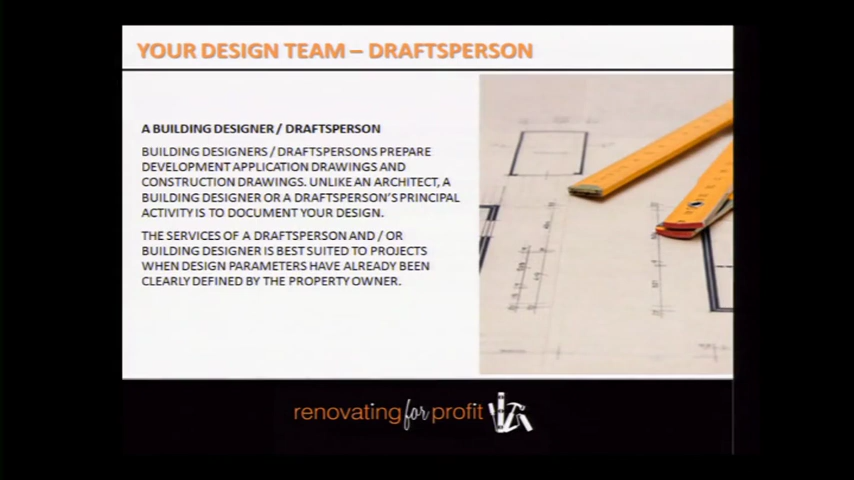 YOUR DESIGN TEAM – DRAFTSPERSON
A BUILDING DESIGNER / DRAFTSPERSON
BUILDING DESIGNERS / DRAFTSPERSONS PREPARE
DEVELOPMENT APPLICATION DRAWINGS AND
CONSTRUCTION DRAWINGS. UNLIKE AN ARCHITECT, A
BUILDING DESIGNER OR A DRAFTSPERSON'S PRINCIPAL
ACTIVITY IS TO DOCUMENT YOUR DESIGN.
THE SERVICES OF A DRAFTSPERSON AND / OR
BUILDING DESIGNER IS BEST SUITED TO PROJECTS
WHEN DESIGN PARAMETERS HAVE ALREADY BEEN
CLEARLY DEFINED BY THE PROPERTY OWNER.
renovating for profit